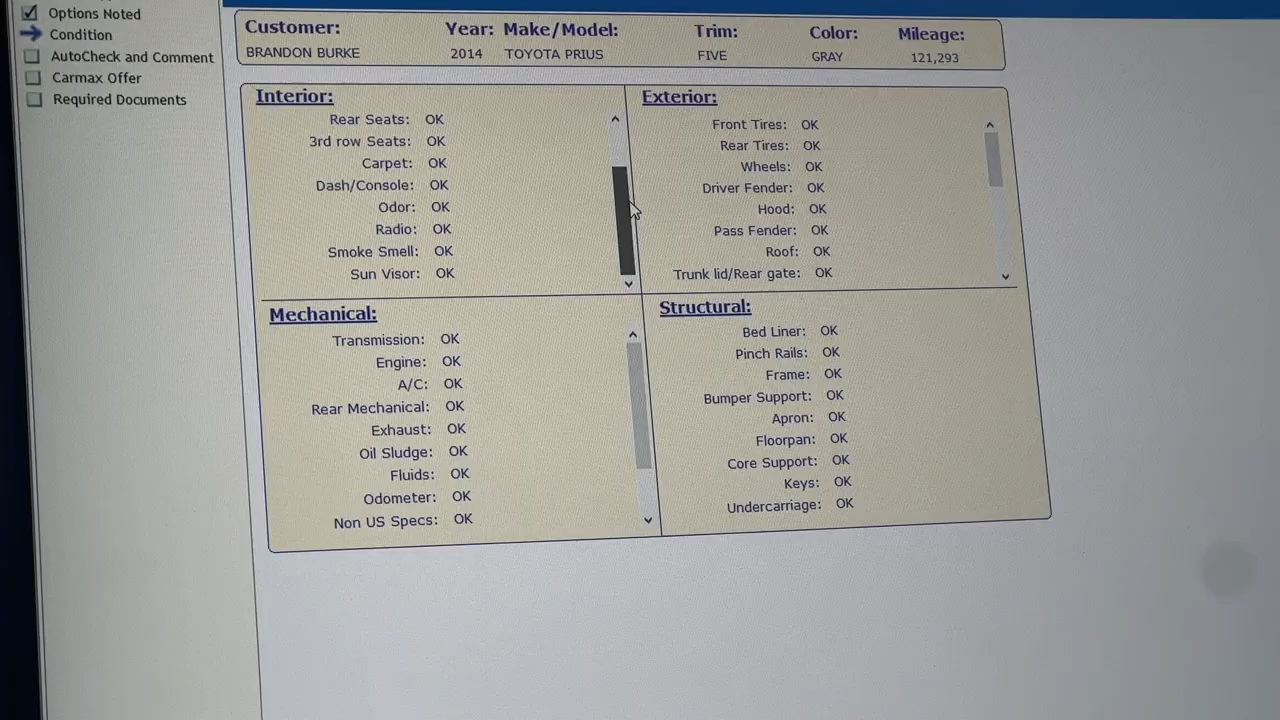 Options Noted
Condition
AutoCheck and Comment
Carmax Offer
Required Documents
Customer: Year: Make/Model: Trim: Color: Mileage:
BRANDON BURKE 2014 TOYOTA PRIUS FIVE GRAY 121,293
Interior:
Rear Seats: OK
3rd row Seats: OK
Carpet: OK
Dash/Console: OK
Odor: OK
Radio: OK
Smoke Smell: OK
Sun Visor: OK
Exterior:
Front Tires: OK
Rear Tires: OK
Wheels: OK
Driver Fender: OK
Hood: OK
Pass Fender: OK
Roof: OK
Trunk lid/Rear gate: OK
Mechanical:
Transmission: OK
Engine: OK
A/C: OK
Rear Mechanical: OK
Exhaust: OK
Oil Sludge: OK
Fluids: OK
Odometer: OK
Non US Specs: OK
Structural:
Bed Liner: OK
Pinch Rails: OK
Frame: OK
Bumper Support: OK
Apron: OK
Floorpan: OK
Core Support: OK
Keys: OK
Undercarriage: OK